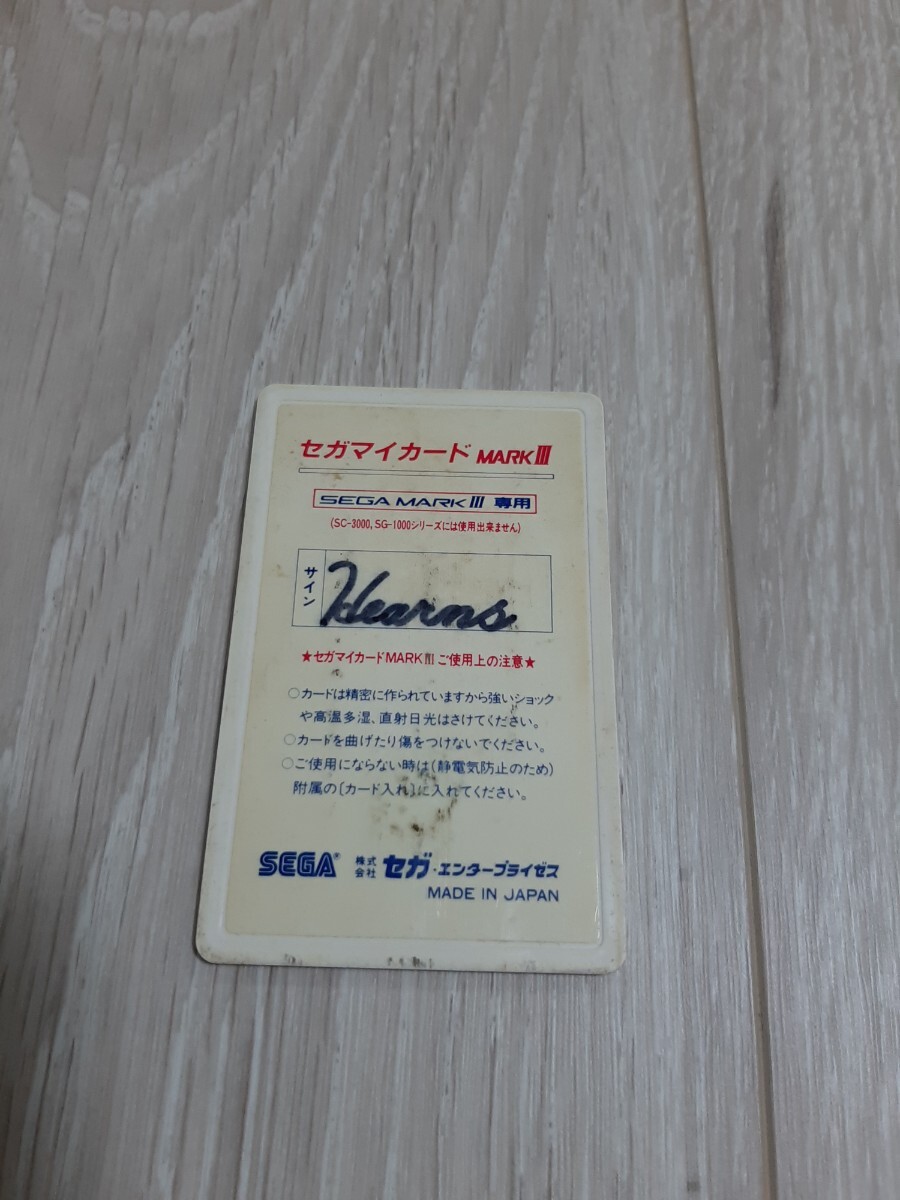 セガマイカード MARK III
SEGA MARK III 専用
(SC-3000, SG-1000シリーズには使用出来ません)
サイン
Hearns
★セガマイカードMARK III ご使用上の注意★
○カードは精密に作られていますから強いショック
や高温多湿、直射日光はさけてください。
○カードを曲げたり傷をつけないでください。
○ご使用にならない時は(静電気防止のため)
附属の〔カード入れ〕に入れてください。
SEGA® 株式会社 セガ・エンタープライゼス
MADE IN JAPAN